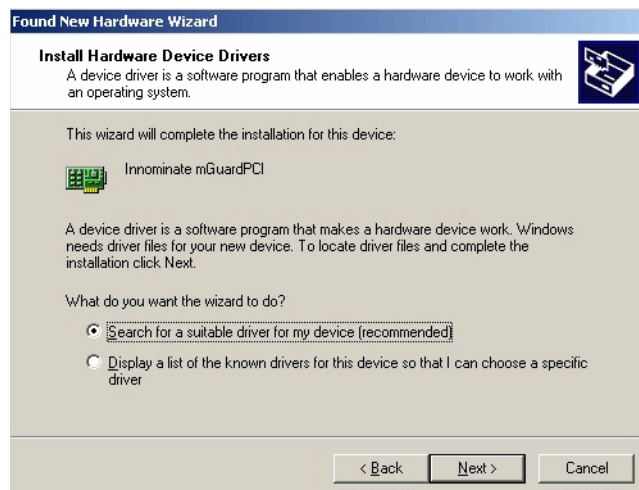 Found New Hardware Wizard
Install Hardware Device Drivers
A device driver is a software program that enables a hardware device to work with
an operating system.
This wizard will complete the installation for this device:
Innominate mGuardPCI
A device driver is a software program that makes a hardware device work. Windows
needs driver files for your new device. To locate driver files and complete the
installation click Next.
What do you want the wizard to do?
Search for a suitable driver for my device (recommended)
Display a list of the known drivers for this device so that I can choose a specific
driver
< Back Next > Cancel